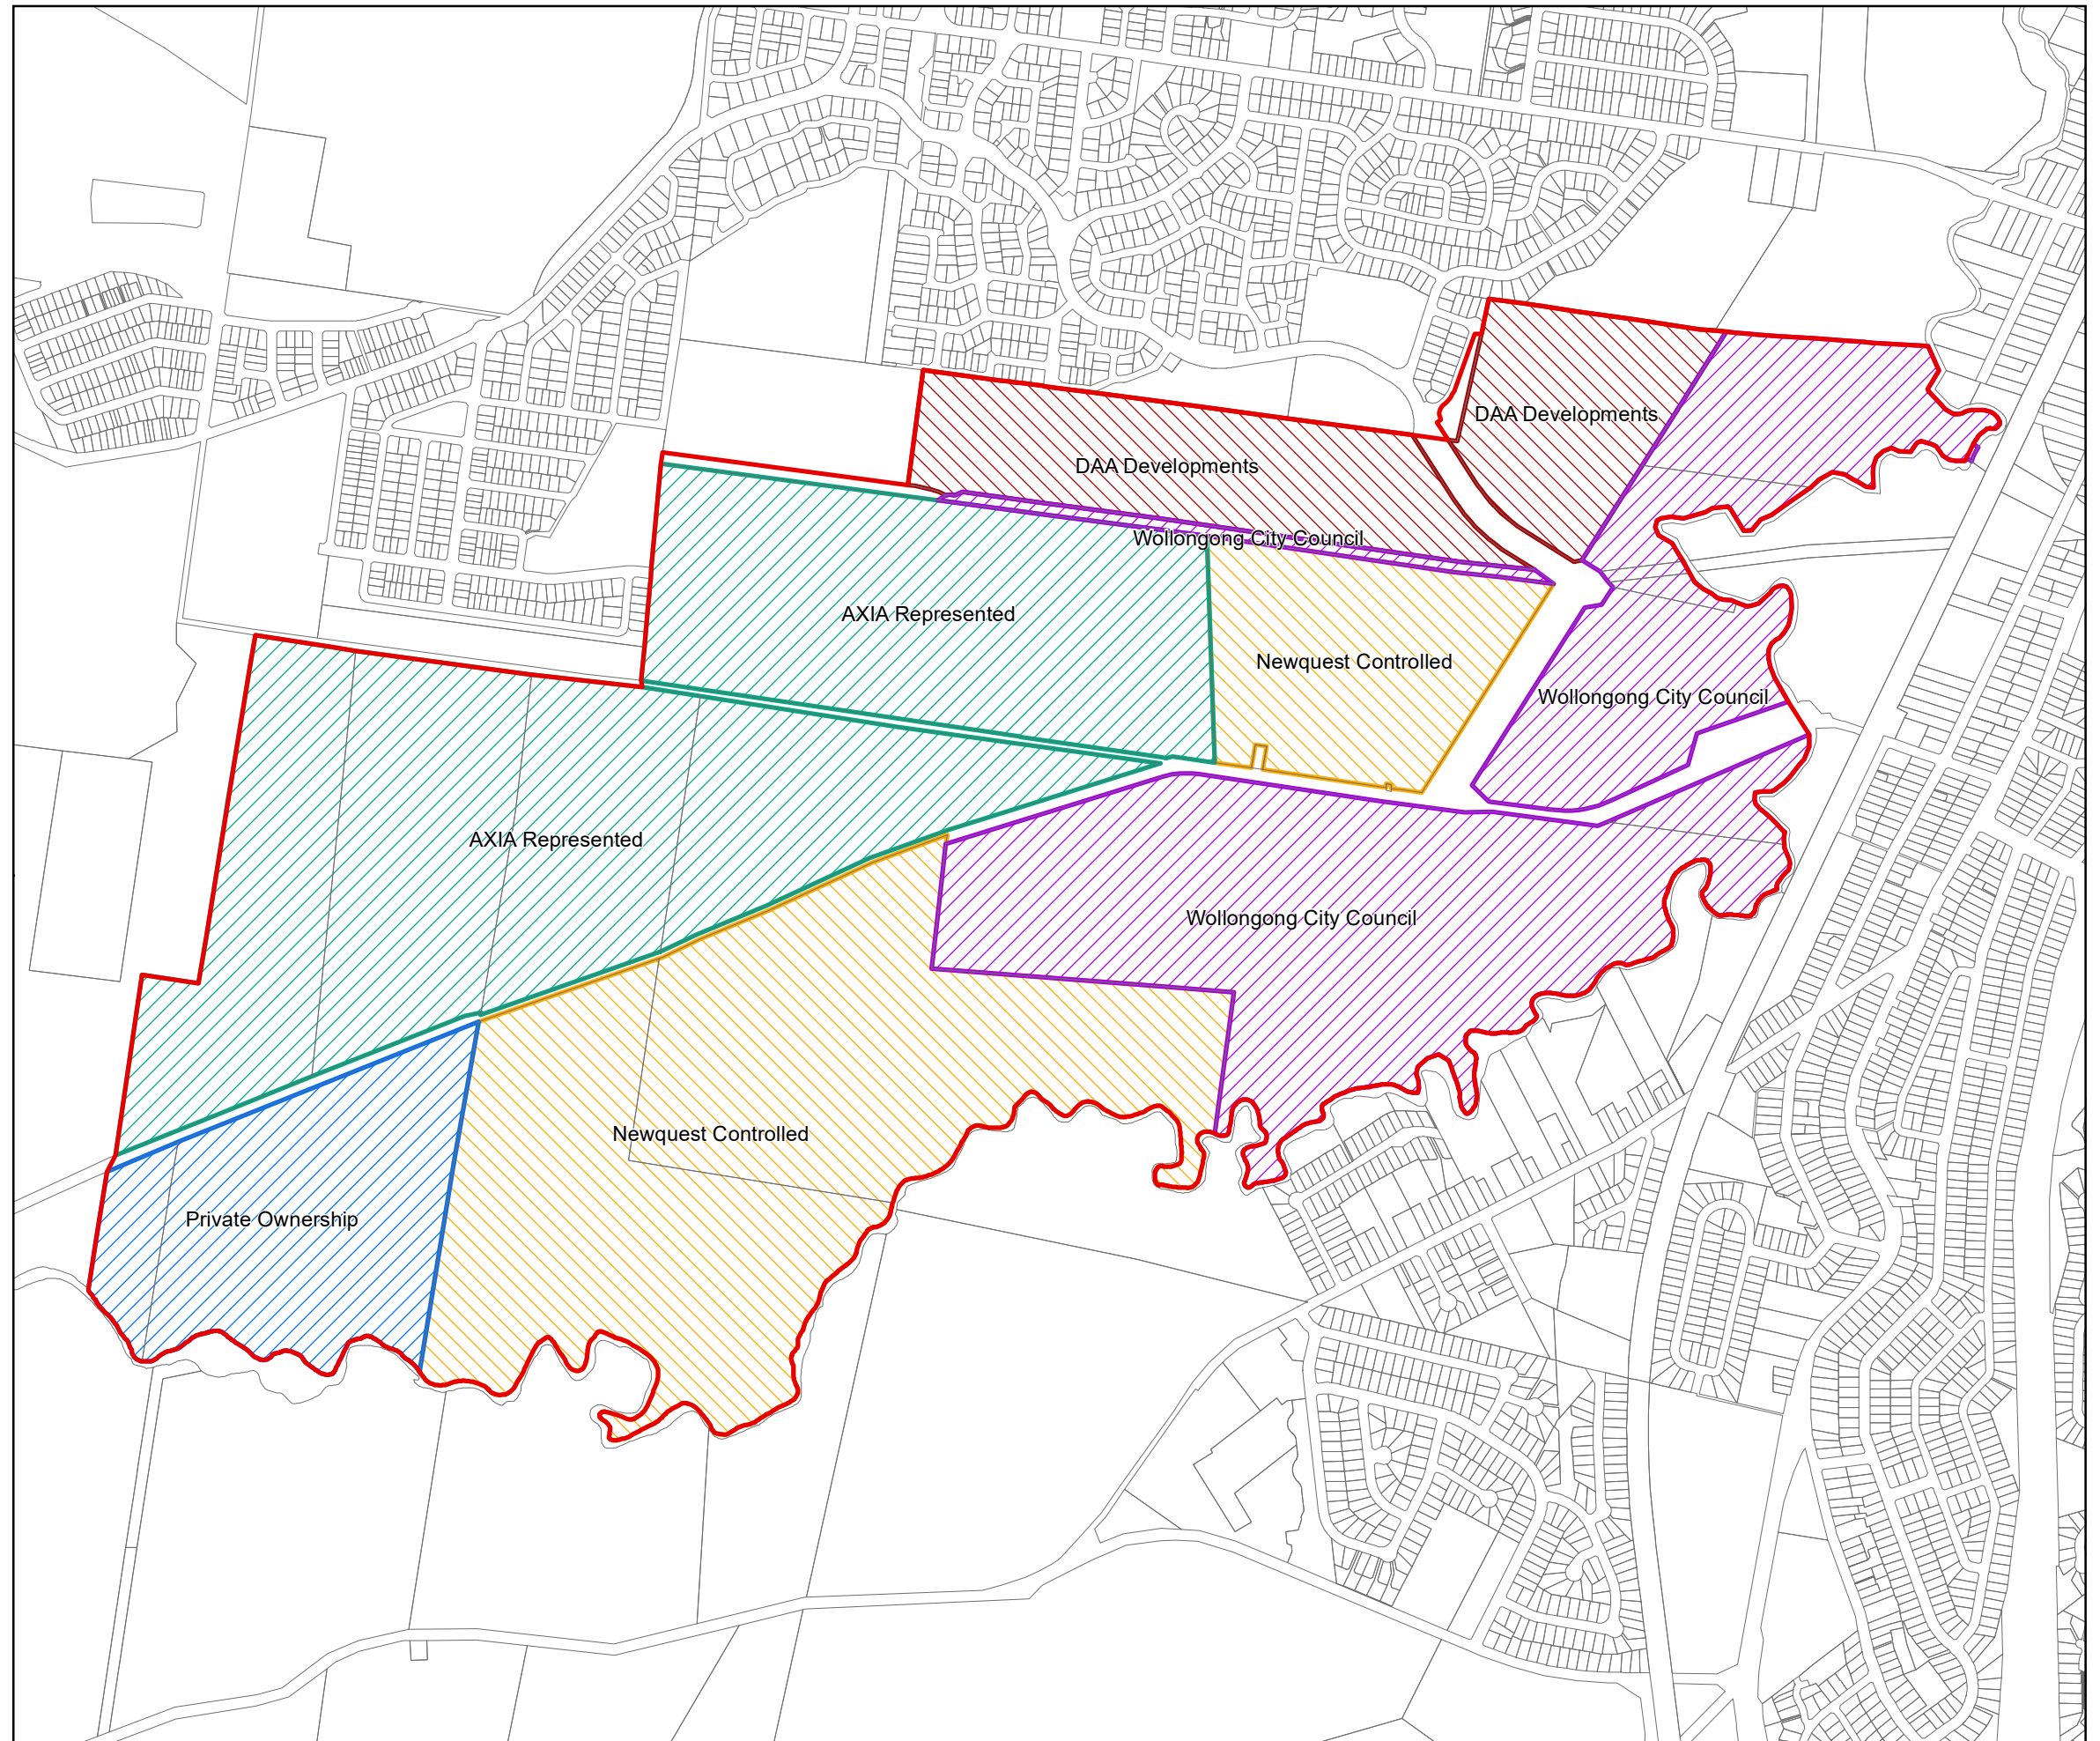 DAA Developments
DAA Developments
Wollongong City Council
AXIA Represented
Newquest Controlled
Wollongong City Council
AXIA Represented
Wollongong City Council
Newquest Controlled
Private Ownership